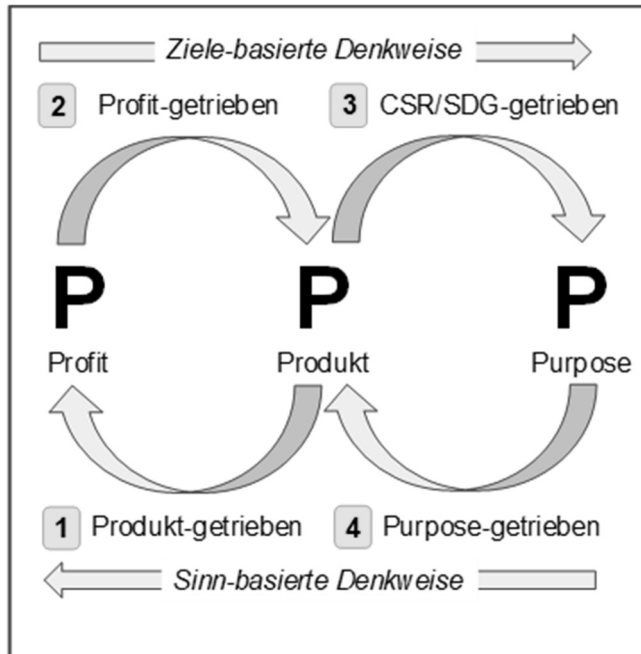 Ziele-basierte Denkweise
2 Profit-getrieben 3 CSR/SDG-getrieben
P P P
Profit Produkt Purpose
1 Produkt-getrieben 4 Purpose-getrieben
Sinn-basierte Denkweise